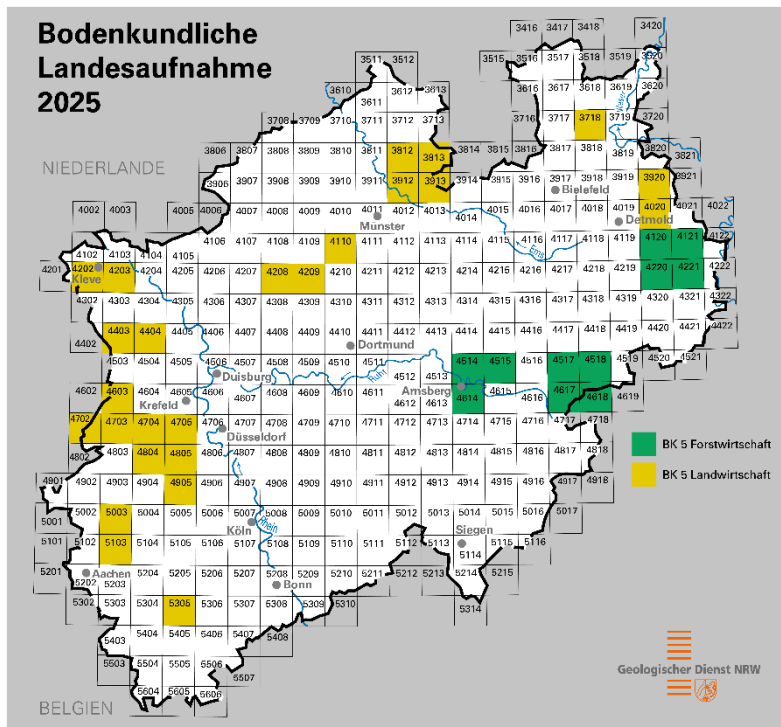 Bodenkundliche
Landesaufnahme
2025
3416 3417 3418 3420
3511 3512 3515 3516 3517 3518 3519 3520
3610 3611 3612 3613 3616 3617 3618 3619 3620
3708 3709 3710 3711 3712 3713 3716 3717 3718 3719 3720
Weser
3806 3807 3808 3809 3810 3811 3812 3813 3814 3815 3816 3817 3818 3819 3820 3821
NIEDERLANDE
3906 3907 3908 3909 3910 3911 3912 3913 3914 3915 3916 3917 3918 3919 3920 3921
Bielefeld
4002 4003 4005 4006 4007 4008 4009 4010 4011 4012 4013 4014 4015 4016 4017 4018 4019 4020 4021 4022
Münster
Detmold
4102 4103 4104 4105 4106 4107 4108 4109 4110 4111 4112 4113 4114 4115 4116 4117 4118 4119 4120 4121 4122
Ems
4201 4202 4203 4204 4205 4206 4207 4208 4209 4210 4211 4212 4213 4214 4215 4216 4217 4218 4219 4220 4221 4222
Kleve
4302 4303 4304 4305 4306 4307 4308 4309 4310 4311 4312 4313 4314 4315 4316 4317 4318 4319 4320 4321 4322
4402 4403 4404 4405 4406 4407 4408 4409 4410 4411 4412 4413 4414 4415 4416 4417 4418 4419 4420 4421 4422
Dortmund
4503 4504 4505 4506 4507 4508 4509 4510 4511 4512 4513 4514 4515 4516 4517 4518 4519 4520 4521
Duisburg
Ruhr
Arnsberg
4602 4603 4604 4605 4606 4607 4608 4609 4610 4611 4612 4613 4614 4615 4616 4617 4618 4619
Krefeld
4702 4703 4704 4705 4706 4707 4708 4709 4710 4711 4712 4713 4714 4715 4716 4717 4718
Düsseldorf
4802 4803 4804 4805 4806 4807 4808 4809 4810 4811 4812 4813 4814 4815 4816 4817 4818
BK 5 Forstwirtschaft
BK 5 Landwirtschaft
4901 4902 4903 4904 4905 4906 4907 4908 4909 4910 4911 4912 4913 4914 4915 4916 4917 4918
5001 5002 5003 5004 5005 5006 5007 5008 5009 5010 5011 5012 5013 5014 5015 5016 5017
Köln
Rhein
Siegen
5101 5102 5103 5104 5105 5106 5107 5108 5109 5110 5111 5112 5113 5114 5115 5116
Aachen
5201 5202 5203 5204 5205 5206 5207 5208 5209 5210 5211 5212 5213 5214 5215
Bonn
5302 5303 5304 5305 5306 5307 5308 5309 5310 5314
5403 5404 5405 5406 5407 5408
5503 5504 5505 5506 5507
5604 5605 5606
BELGIEN
Geologischer Dienst NRW